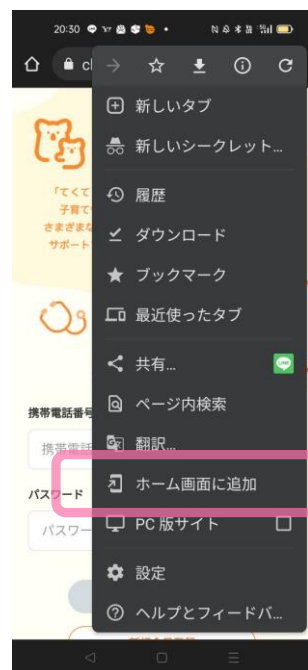 20:30
新しいタブ
新しいシークレット...
履歴
ダウンロード
ブックマーク
最近使ったタブ
共有...
LINE
ページ内検索
翻訳...
ホーム画面に追加
PC 版サイト
設定
ヘルプとフィードバ...
「てくて
子育て
さまざまな
サポート
携帯電話番号
携帯電話
パスワード
パスワー